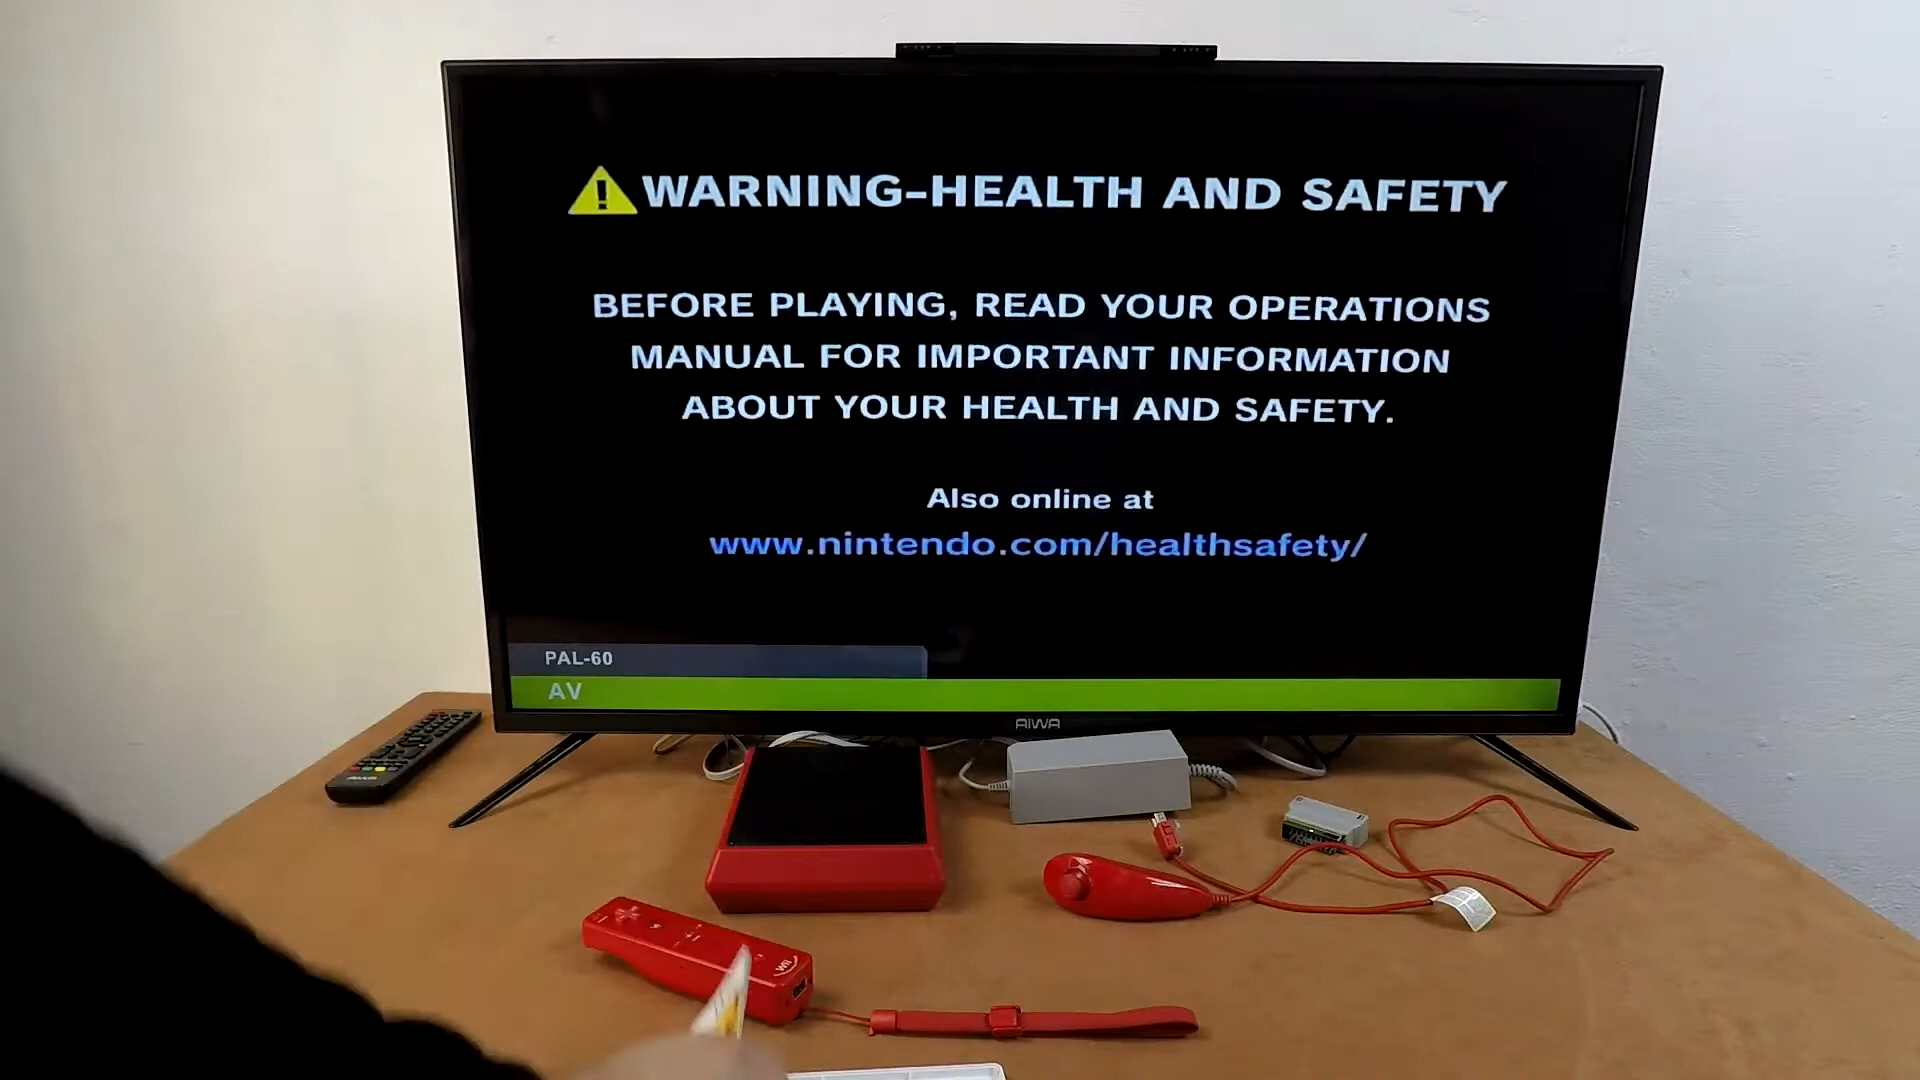 WARNING-HEALTH AND SAFETY
BEFORE PLAYING, READ YOUR OPERATIONS
MANUAL FOR IMPORTANT INFORMATION
ABOUT YOUR HEALTH AND SAFETY.
Also online at
www.nintendo.com/healthsafety/
PAL-60
AV
AIWA
Wii